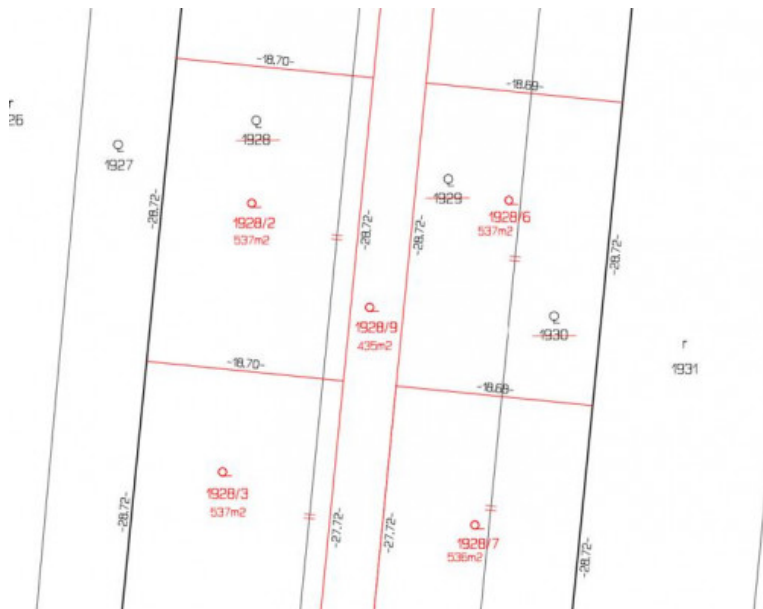 -18.70-
-18.69-
r
26
Q
1928
Q
1927
Q
1929
1928/2
537m2
1928/6
537m2
-28.72-
-28.72-
-28.72-
-28.72-
1928/9
435m2
Q
1930
r
1931
-18.70-
-18.68-
1928/3
537m2
-28.72-
-27.72-
-27.72-
1928/7
536m2
-28.72-